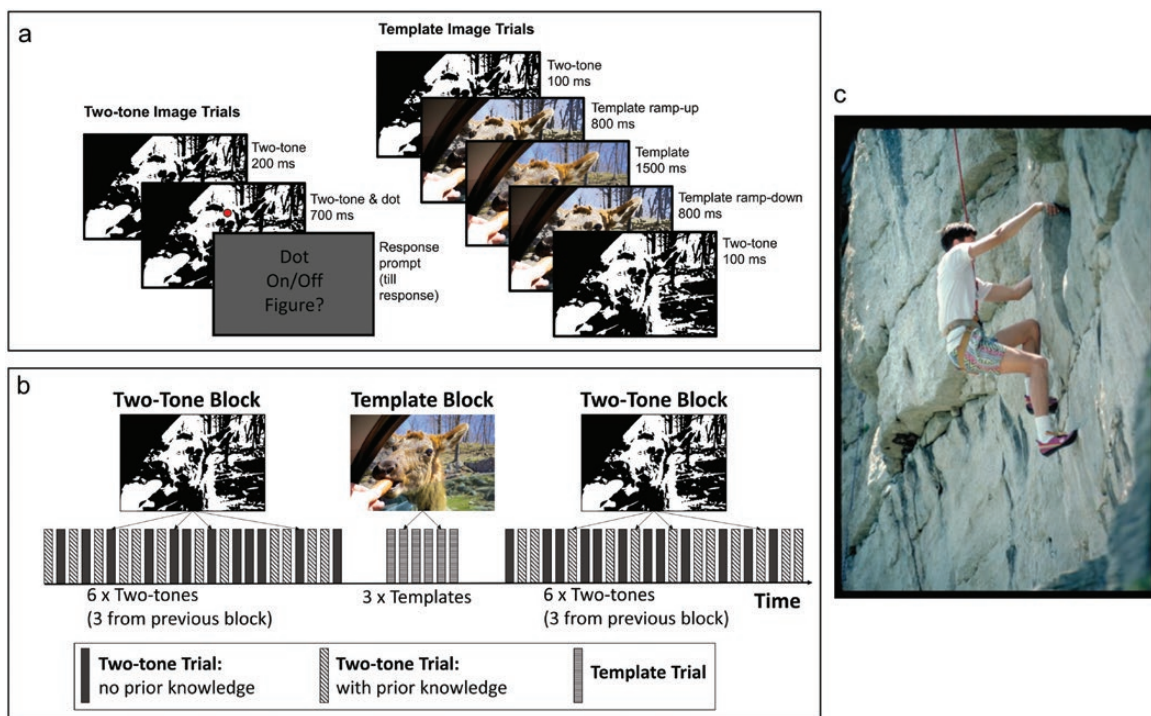 a
Template Image Trials
Two-tone
100 ms
Template ramp-up
800 ms
Template
1500 ms
Template ramp-down
800 ms
Two-tone
100 ms
Two-tone Image Trials
Two-tone
200 ms
Two-tone & dot
700 ms
Dot
On/Off
Figure?
Response
prompt
(till
response)
b
Two-Tone Block
Template Block
Two-Tone Block
6 x Two-tones
(3 from previous block)
3 x Templates
6 x Two-tones
(3 from previous block)
Time
Two-tone Trial:
no prior knowledge
Two-tone Trial:
with prior knowledge
Template Trial
c